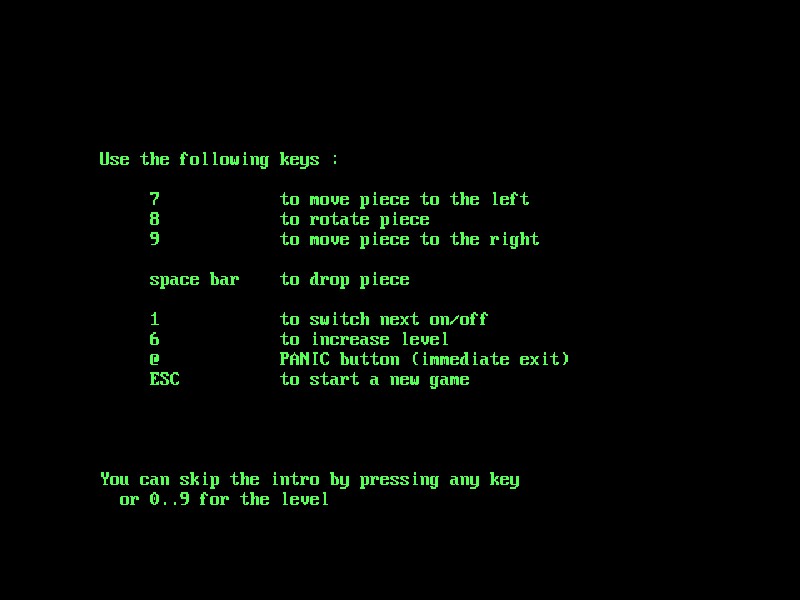 Use the following keys :
7 to move piece to the left
8 to rotate piece
9 to move piece to the right
space bar to drop piece
1 to switch next on/off
6 to increase level
@ PANIC button (immediate exit)
ESC to start a new game
You can skip the intro by pressing any key
or 0..9 for the level